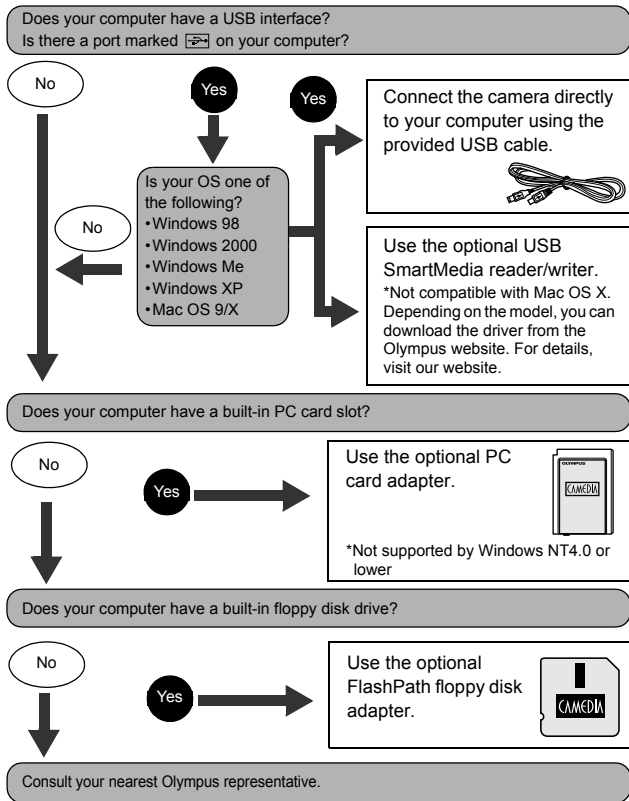 Does your computer have a USB interface?
Is there a port marked on your computer?
No
Yes
Yes
Connect the camera directly
to your computer using the
provided USB cable.
Is your OS one of
the following?
•Windows 98
•Windows 2000
•Windows Me
•Windows XP
•Mac OS 9/X
No
Use the optional USB
SmartMedia reader/writer.
*Not compatible with Mac OS X.
Depending on the model, you can
download the driver from the
Olympus website. For details,
visit our website.
Does your computer have a built-in PC card slot?
No
Yes
Use the optional PC
card adapter.
OLYMPUS
CAMEDIA
*Not supported by Windows NT4.0 or
lower
Does your computer have a built-in floppy disk drive?
No
Yes
Use the optional
FlashPath floppy disk
adapter.
CAMEDIA
Consult your nearest Olympus representative.